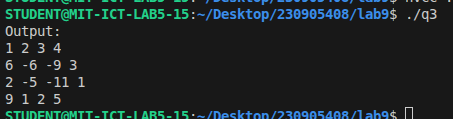 STUDENT@MIT-ICT-LAB5-15:~/Desktop/230905408/lab9$ ./q3
Output:
1 2 3 4
6 -6 -9 3
2 -5 -11 1
9 1 2 5
STUDENT@MIT-ICT-LAB5-15:~/Desktop/230905408/lab9$